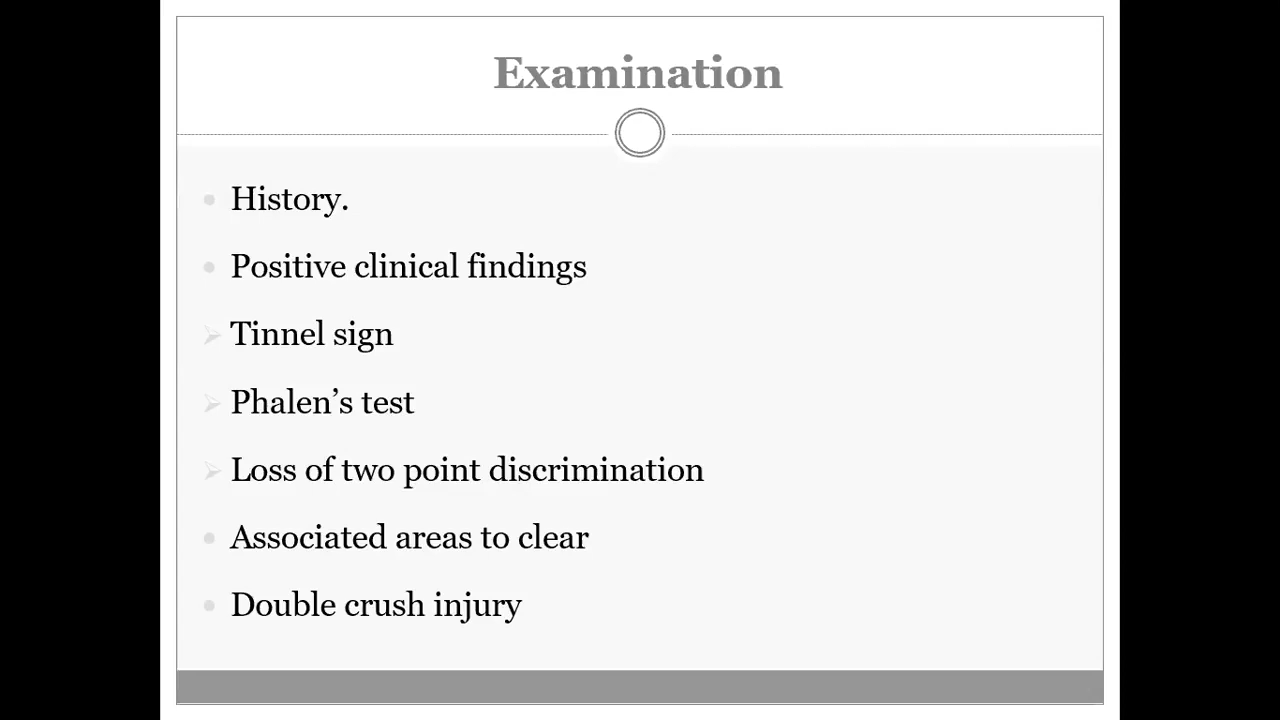 Examination
History.
Positive clinical findings
Tinnel sign
Phalen’s test
Loss of two point discrimination
Associated areas to clear
Double crush injury